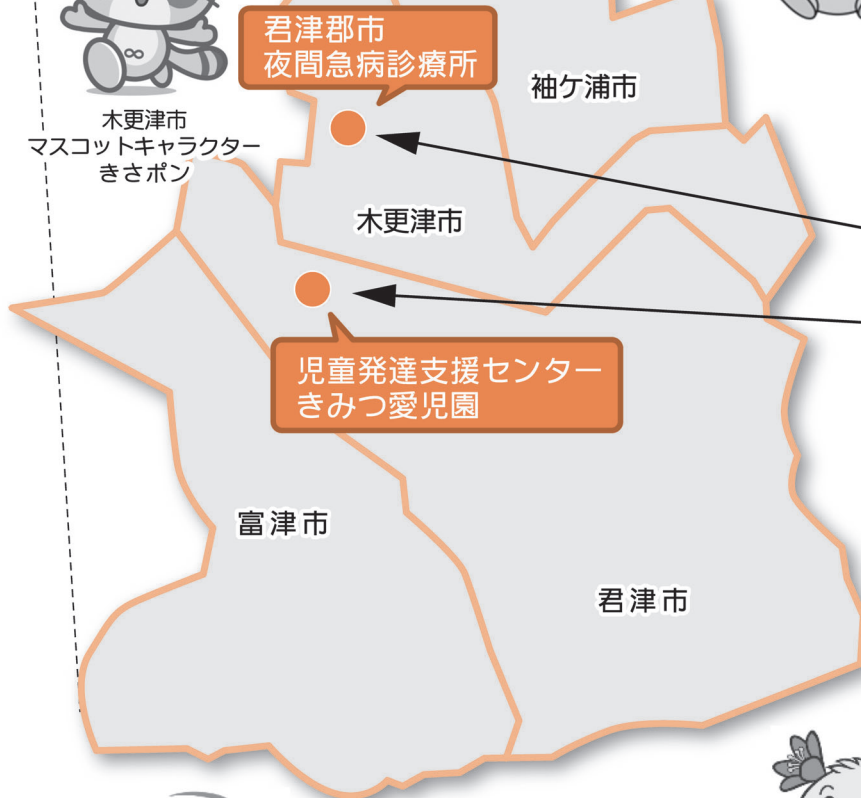 君津郡市
夜間急病診療所
袖ケ浦市
木更津市
マスコットキャラクター
きさポン
木更津市
児童発達支援センター
きみつ愛児園
富津市
君津市